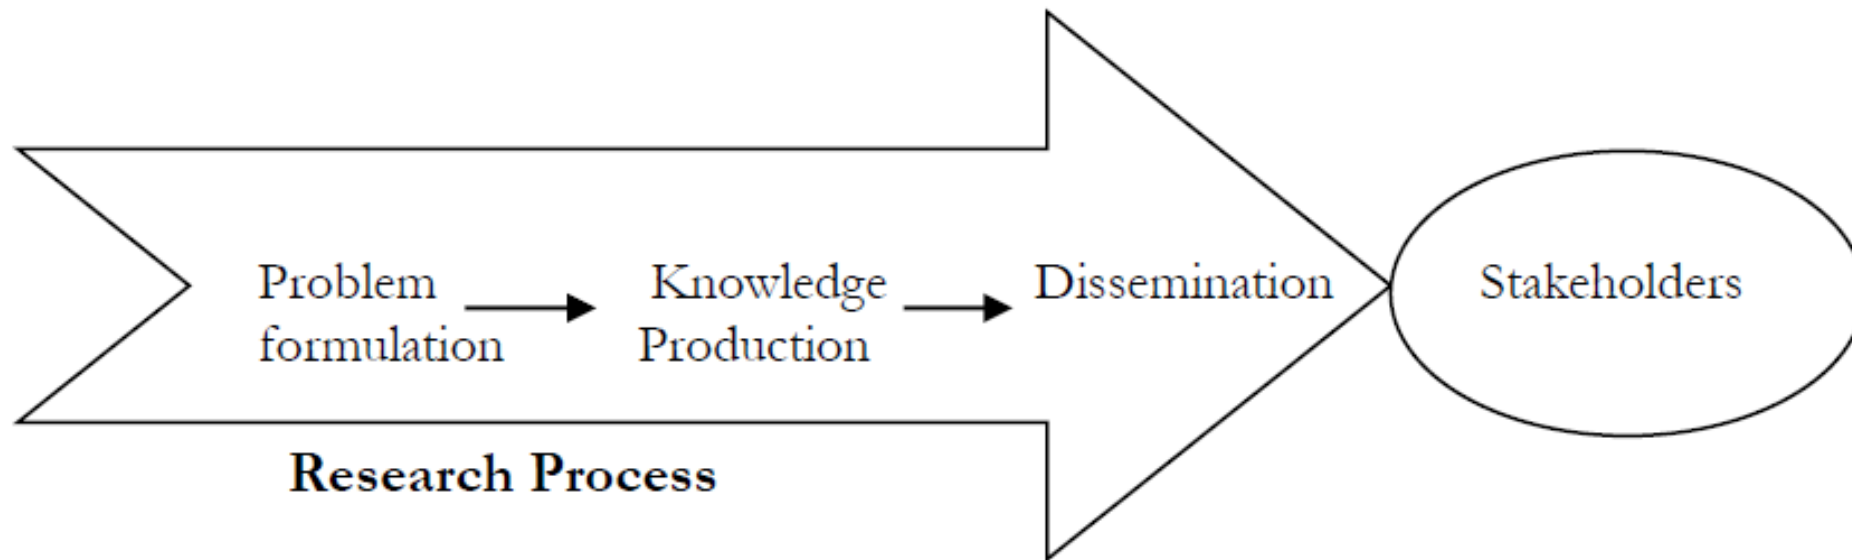 Problem
formulation
Knowledge
Production
Dissemination
Stakeholders
Research Process